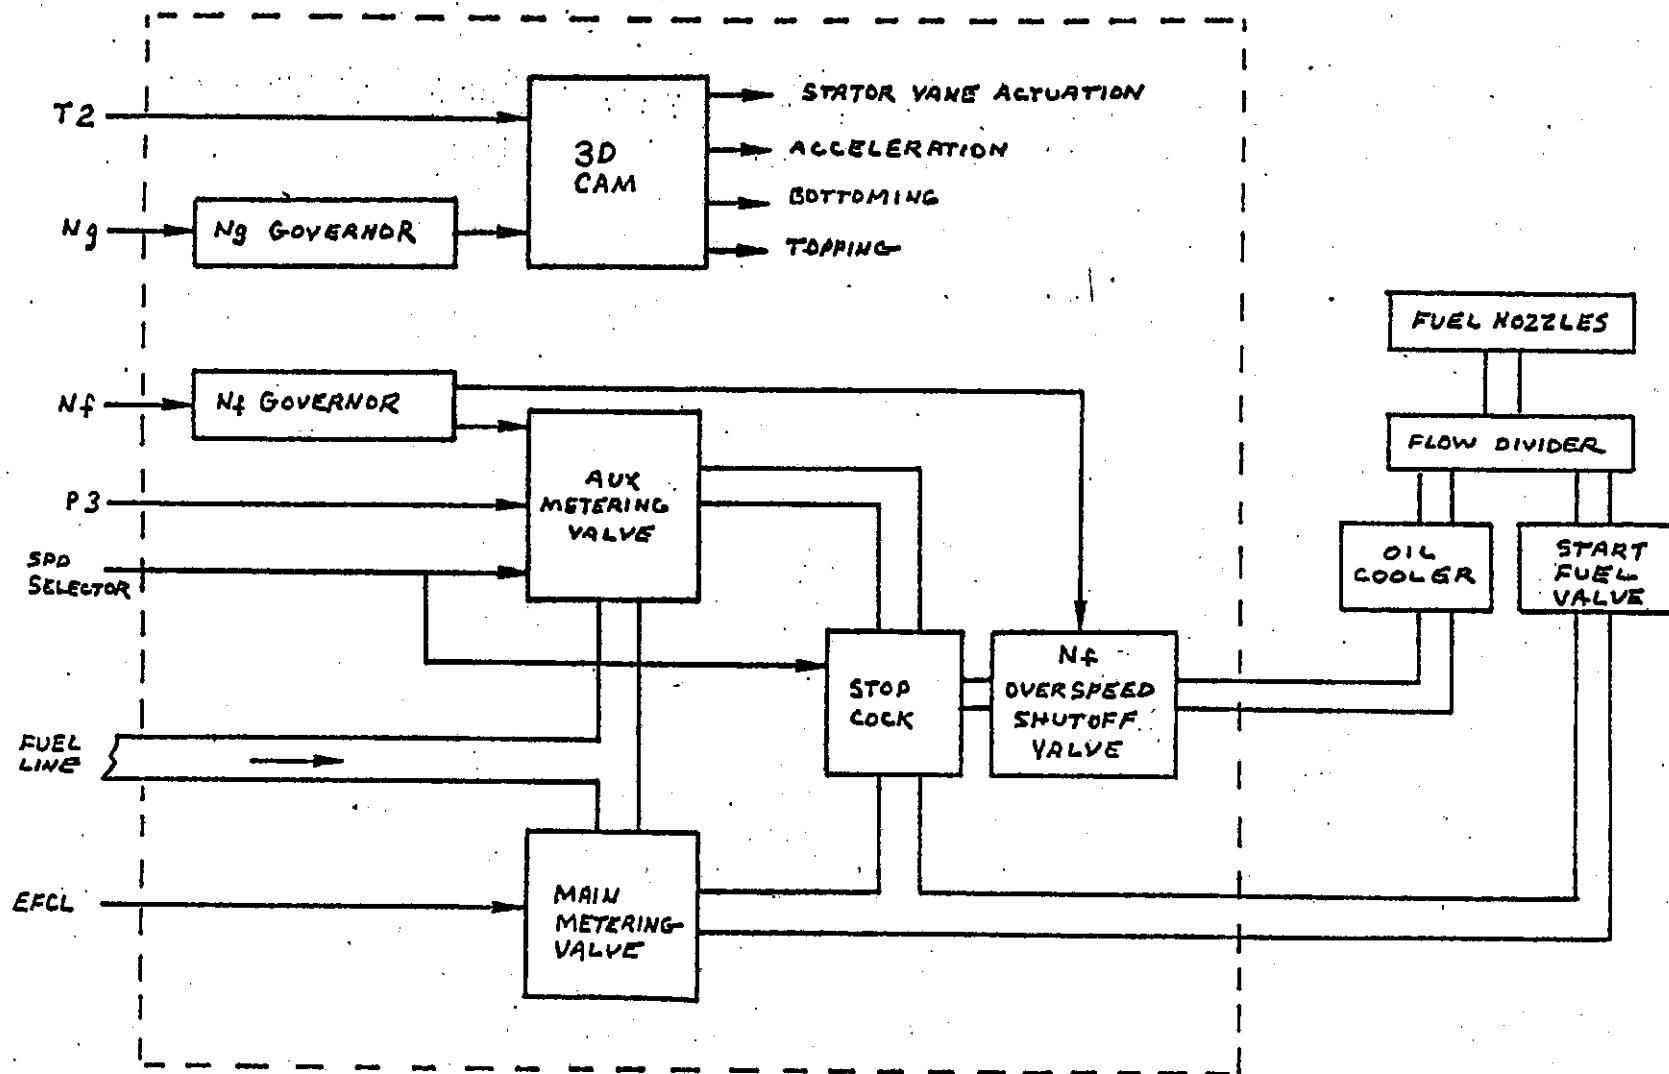 T2
3D
CAM
STATOR VANE ACTUATION
ACCELERATION
BOTTOMING
TOPPING
Ng
Ng GOVERNOR
Nf
Nf GOVERNOR
P3
AUX
METERING
VALVE
SPD
SELECTOR
FUEL
LINE
STOP
COCK
Nf
OVERSPEED
SHUTOFF
VALVE
EFCL
MAIN
METERING
VALVE
FUEL NOZZLES
FLOW DIVIDER
OIL
COOLER
START
FUEL
VALVE